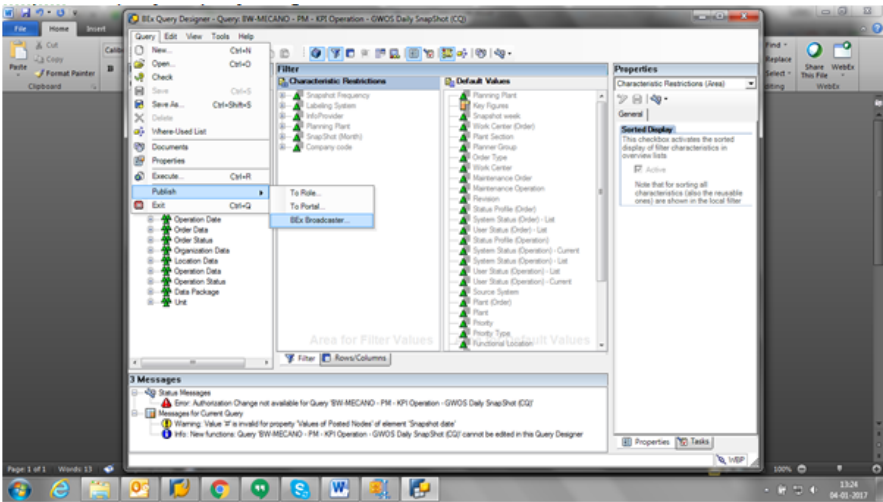 BEx Query Designer - Query: BW-MECANO - PM - KPI Operation - GWOS Daily SnapShot (CQ)
File Home Insert
Query Edit View Tools Help
Cut
Copy
Paste Format Painter
Clipboard
Calib
New... Ctrl+N
Open... Ctrl+O
Check
Save Ctrl+S
Save As... Ctrl+Shift+S
Delete
Where-Used List
Documents
Properties
Execute... Ctrl+R
Publish
Exit Ctrl+Q
To Role...
To Portal...
BEx Broadcaster...
Operation Date
Order Data
Order Status
Organization Data
Location Data
Operation Data
Operation Status
Data Package
Unit
Filter
Characteristic Restrictions
Snapshot Frequency
Labeling System
InfoProvider
Planning Plant
SnapShot (Month)
Company code
Area for Filter Values
Default Values
Planning Plant
Key Figures
Snapshot week
Work Center (Order)
Plant Section
Planner Group
Order Type
Work Center
Maintenance Order
Maintenance Operation
Revision
Status Profile (Order)
System Status (Order) - List
User Status (Order) - List
Status Profile (Operation)
System Status (Operation) - Current
System Status (Operation) - List
User Status (Operation) - List
User Status (Operation) - Current
Source System
Plant (Order)
Plant
Priority
Priority Type
Functional Location
Default Values
Filter Rows/Columns
Properties
Characteristic Restrictions (Area)
General
Sorted Display
This checkbox activates the sorted
display of filter characteristics in
overview lists
Active
Note that for sorting all
characteristics (also the reusable
ones) are shown in the local filter
Properties Tasks
WBP
Find
Replace
Select
Editing
Share This File WebEx
WebEx
3 Messages
Status Messages
Error: Authorization Change not available for Query 'BW-MECANO - PM - KPI Operation - GWOS Daily SnapShot (CQ)'
Messages for Current Query
Warning: Value '#' is invalid for property 'Values of Posted Nodes' of element 'Snapshot date'
Info: New functions: Query 'BW-MECANO - PM - KPI Operation - GWOS Daily SnapShot (CQ)' cannot be edited in this Query Designer
Page: 1 of 1 Words: 13
100%
13:24
04-01-2017